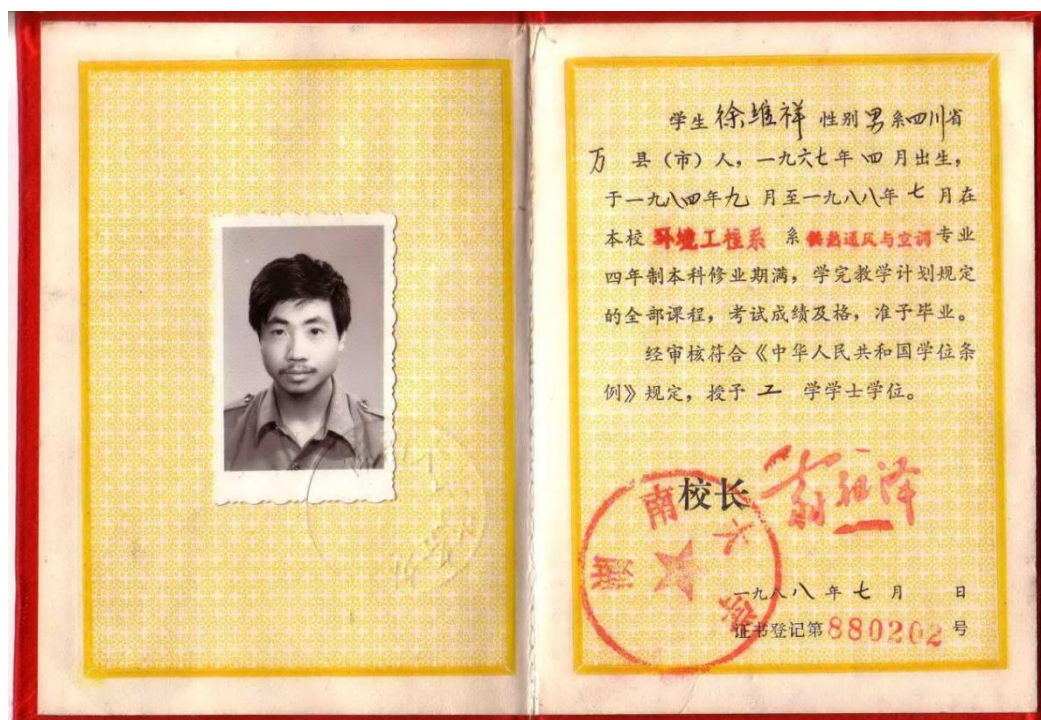 学生 徐维祥 性别 男 系四川省
万 县（市）人，一九六七年 四 月出生，
于一九八四年九 月至一九八八年 七 月在
本校 环境工程系 系 供热通风与空调 专业
四年制本科修业期满，学完教学计划规定
的全部课程，考试成绩及格，准予毕业。
经审核符合《中华人民共和国学位条
例》规定，授予 工 学学士学位。
校长
湖南大学
一九八八 年 七 月 日
证书登记第880202号